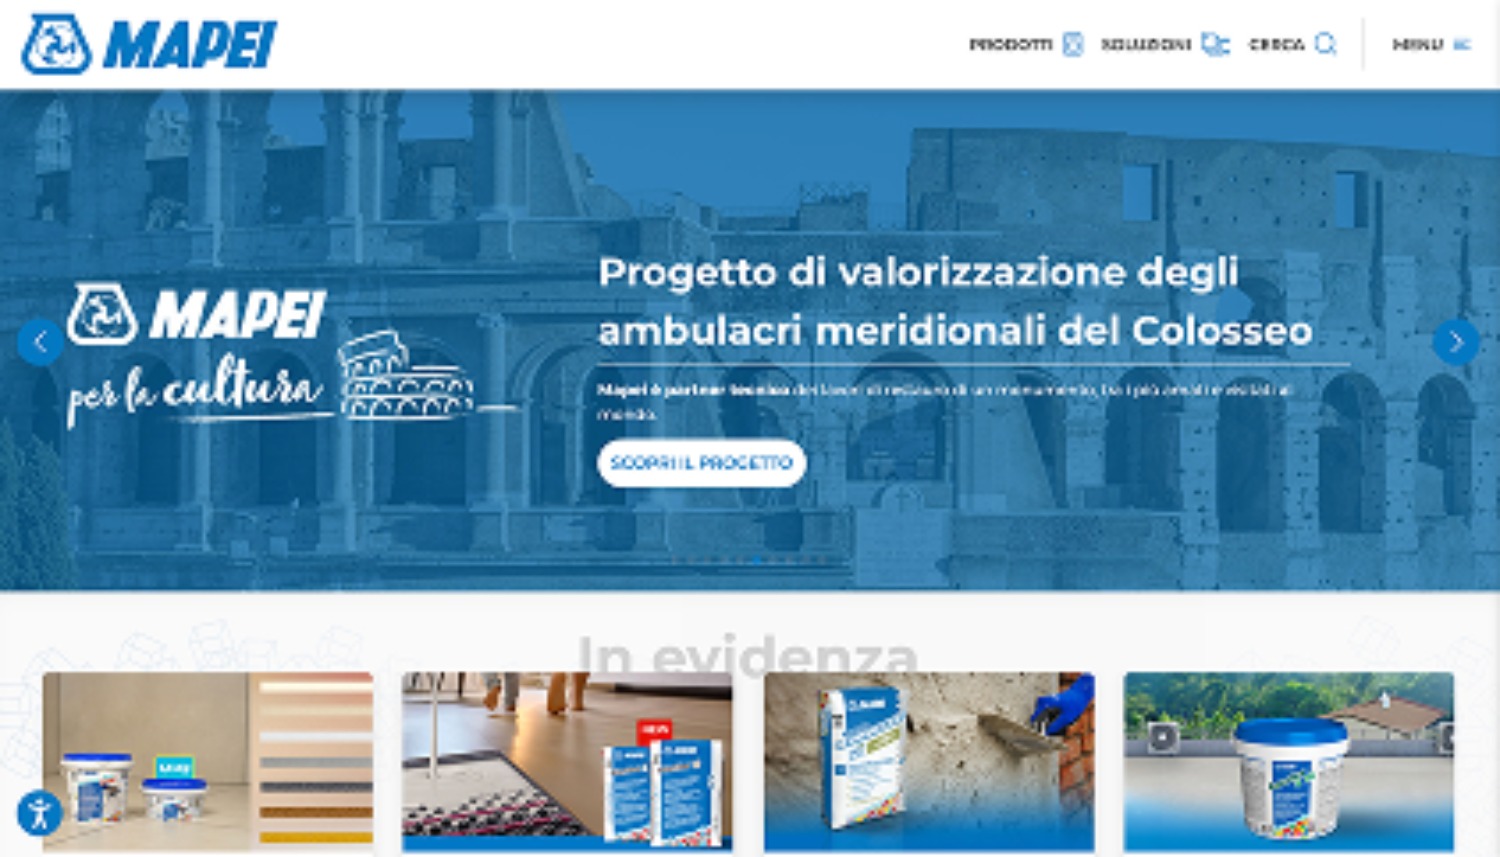 MAPEI
PRODOTTI SOLUZIONI CERCA MENU
MAPEI
per la cultura
Progetto di valorizzazione degli
ambulacri meridionali del Colosseo
Mapei è partner tecnico dei lavori di restauro di un monumento, tra i più amati e visitati al
mondo.
SCOPRI IL PROGETTO
In evidenza
NEW